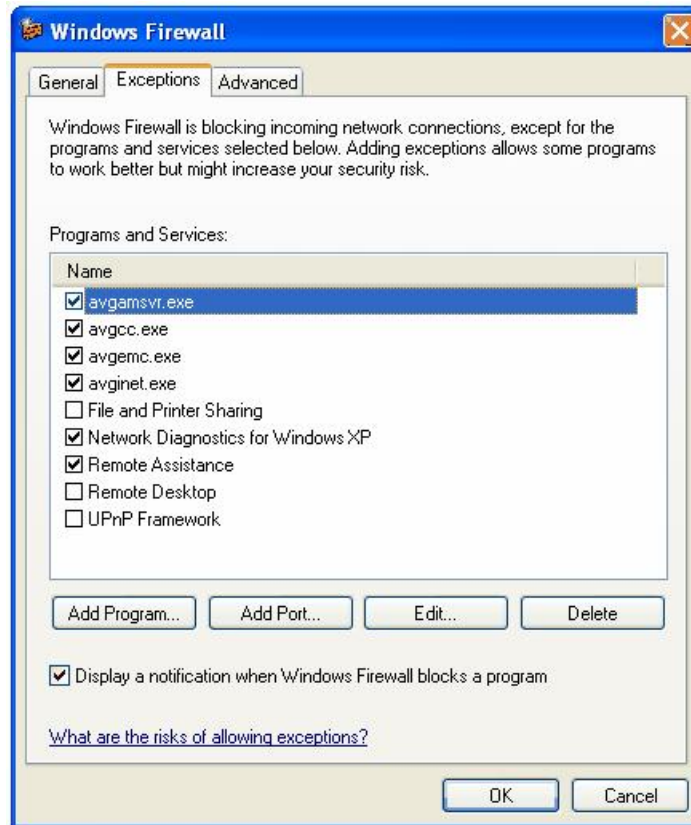 Windows Firewall
General
Exceptions
Advanced
Windows Firewall is blocking incoming network connections, except for the
programs and services selected below. Adding exceptions allows some programs
to work better but might increase your security risk.
Programs and Services:
Name
avgamsvr.exe
avgcc.exe
avgemc.exe
avginet.exe
File and Printer Sharing
Network Diagnostics for Windows XP
Remote Assistance
Remote Desktop
UPnP Framework
Add Program...
Add Port...
Edit...
Delete
Display a notification when Windows Firewall blocks a program
What are the risks of allowing exceptions?
OK
Cancel